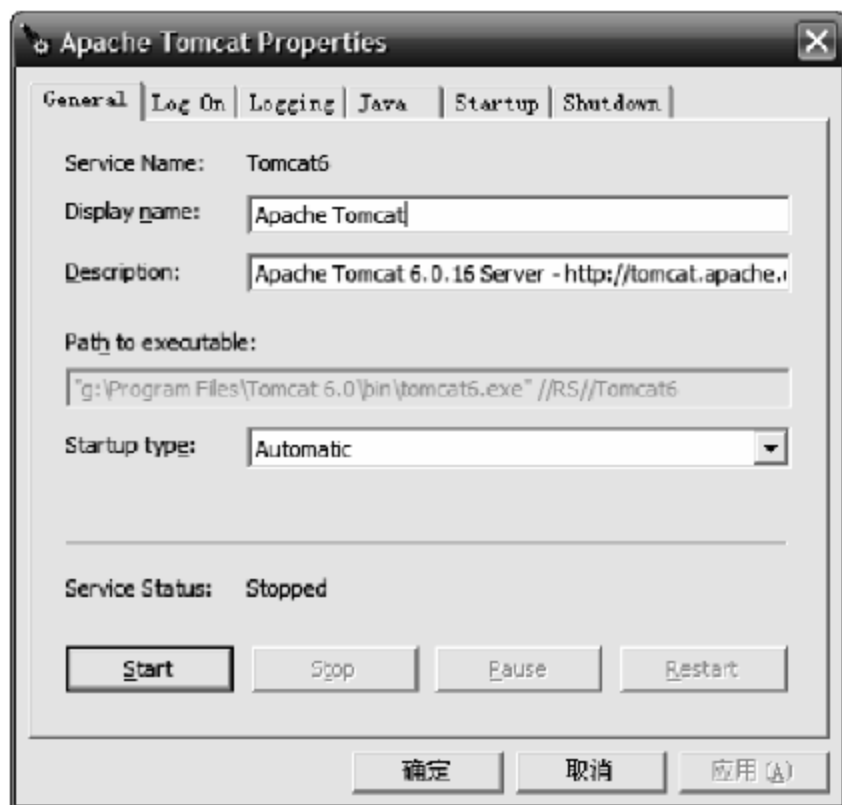 Apache Tomcat Properties
General Log On Logging Java Startup Shutdown
Service Name: Tomcat6
Display name: Apache Tomcat
Description: Apache Tomcat 6.0.16 Server - http://tomcat.apache.
Path to executable:
"g:\Program Files\Tomcat 6.0\bin\tomcat6.exe" //RS//Tomcat6
Startup type: Automatic
Service Status: Stopped
Start Stop Pause Restart
确定 取消 应用(A)